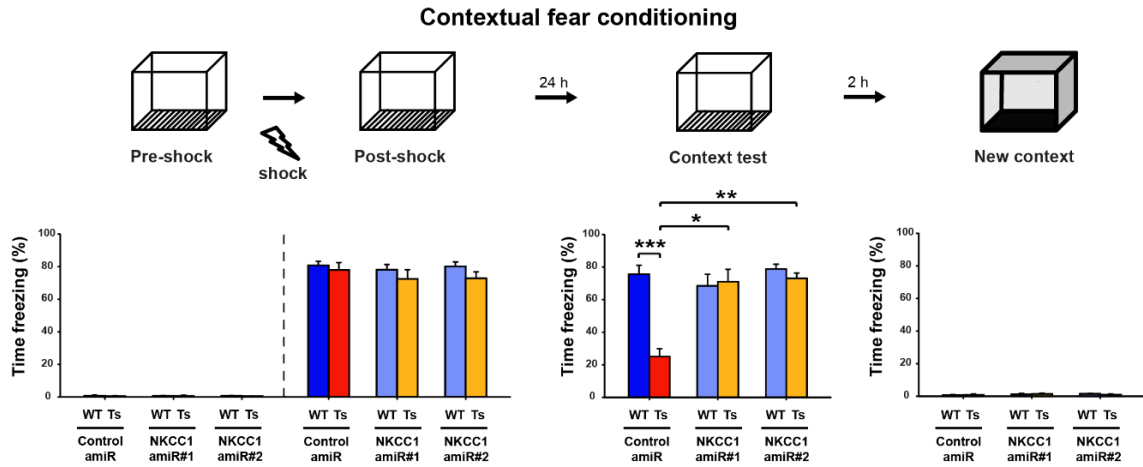 Contextual fear conditioning
24 h
2 h
Pre-shock
shock
Post-shock
Context test
New context
Time freezing (%)
100
80
60
40
20
0
WT Ts WT Ts WT Ts
Control amiR
NKCC1 amiR#1
NKCC1 amiR#2
WT Ts WT Ts WT Ts
Control amiR
NKCC1 amiR#1
NKCC1 amiR#2
Time freezing (%)
100
80
60
40
20
0
***
*
**
WT Ts WT Ts WT Ts
Control amiR
NKCC1 amiR#1
NKCC1 amiR#2
Time freezing (%)
100
80
60
40
20
0
WT Ts WT Ts WT Ts
Control amiR
NKCC1 amiR#1
NKCC1 amiR#2